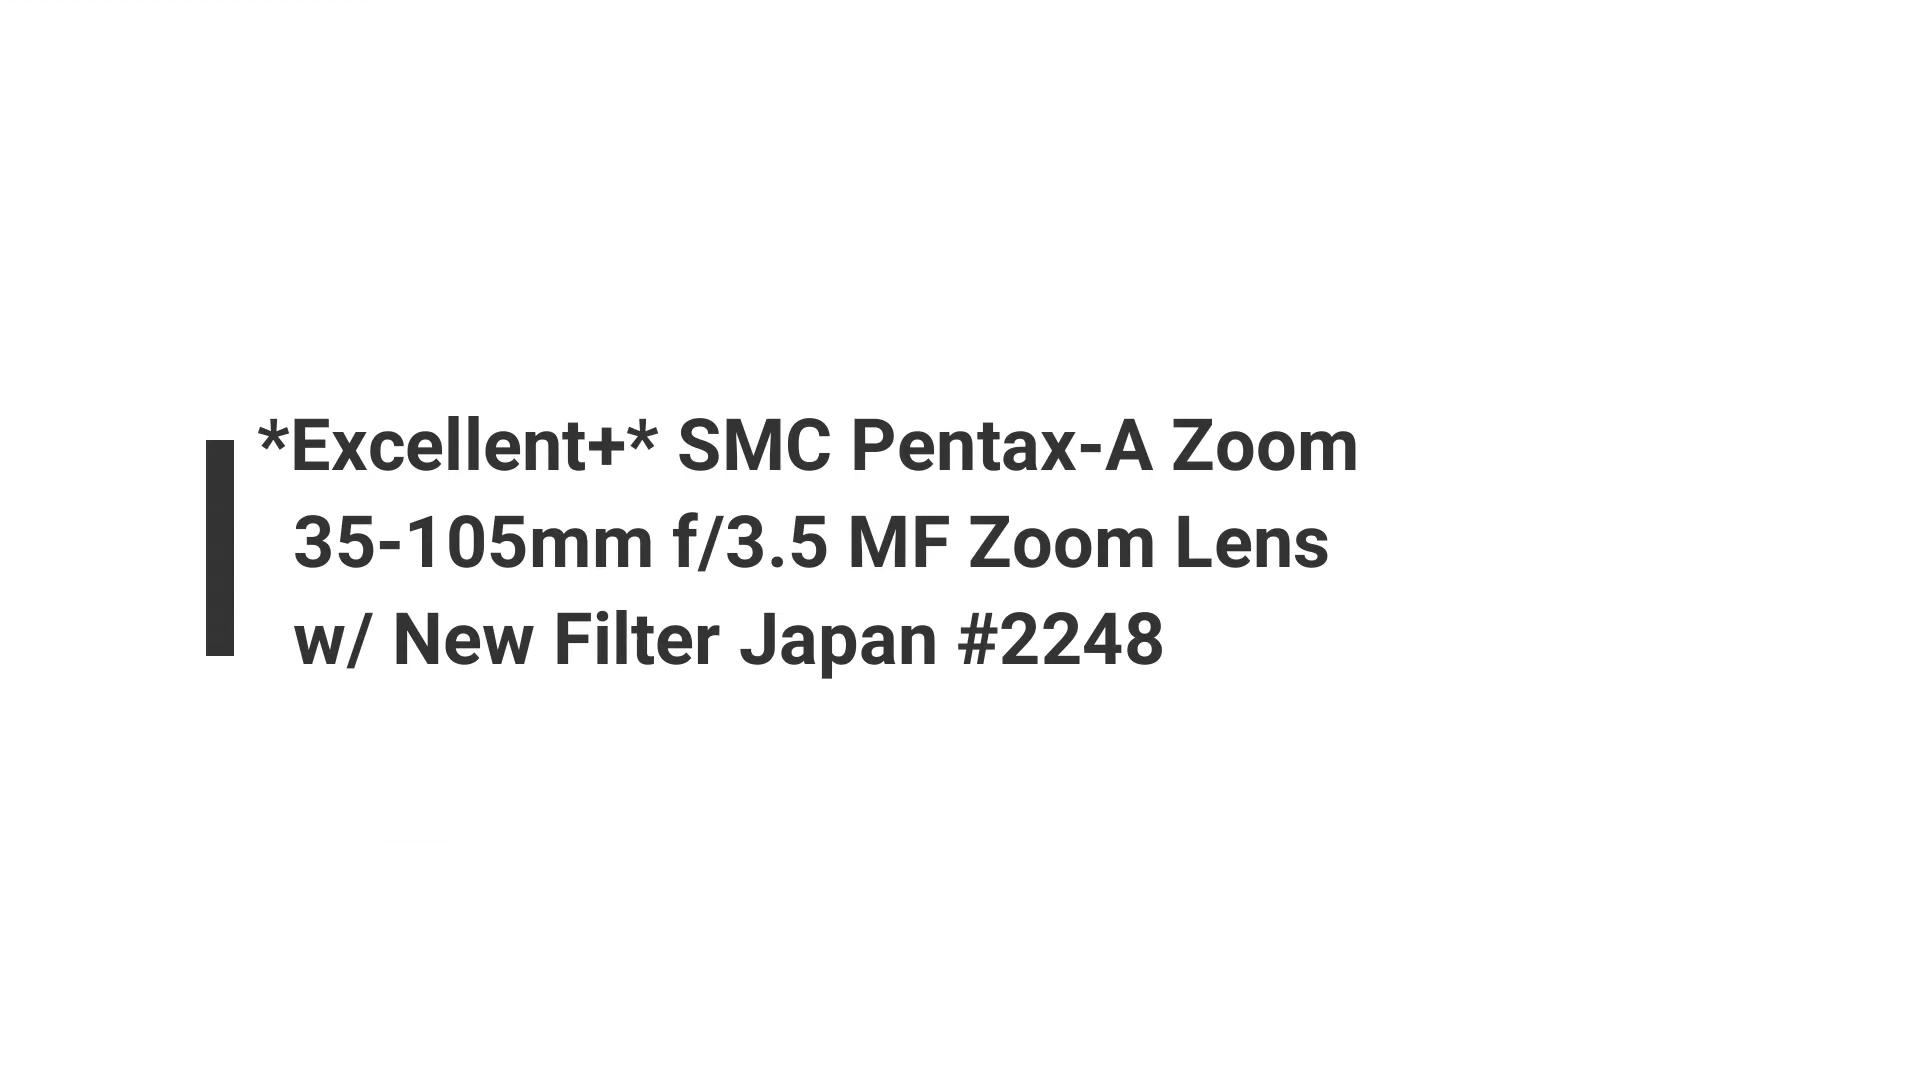 *Excellent+* SMC Pentax-A Zoom
35-105mm f/3.5 MF Zoom Lens
w/ New Filter Japan #2248